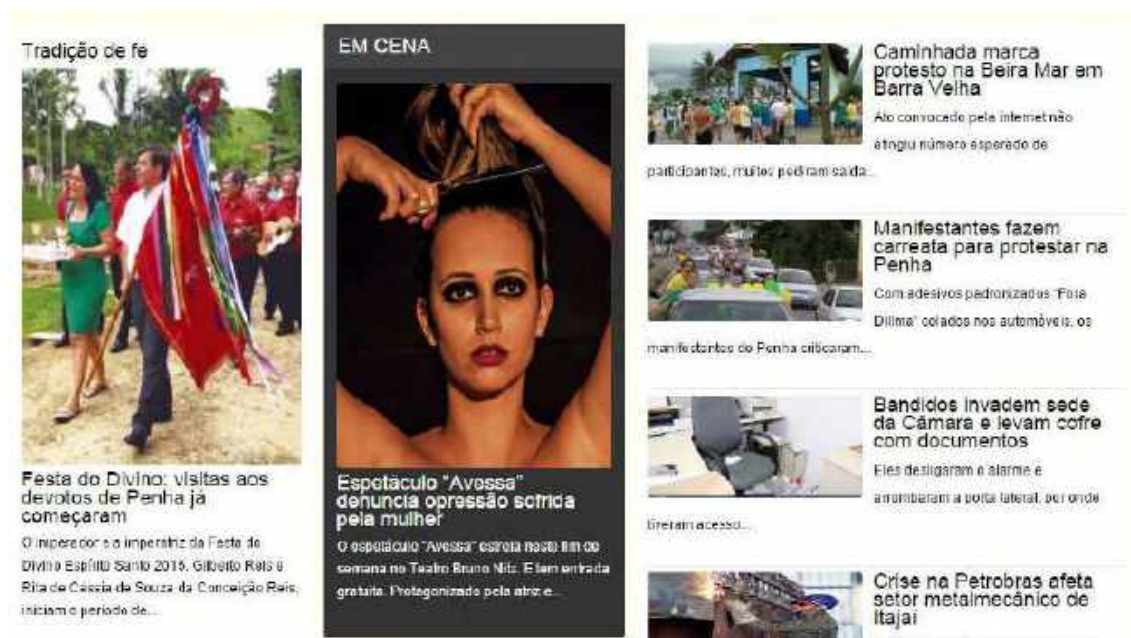 Tradição de fé
Festa do Divino: visitas aos
devotos de Penha já
começaram
O imperador e a imperatriz da Festa do
Divino Espírito Santo 2015, Gilberto Reis e
Rita de Cássia de Souza da Conceição Reis,
iniciam o período de...
EM CENA
Espetáculo "Avessa"
denuncia opressão sofrida
pela mulher
O espetáculo "Avessa" estreia neste fim de
semana no Teatro Bruno Nitz. E tem entrada
gratuita. Protagonizado pela atriz e...
Caminhada marca
protesto na Beira Mar em
Barra Velha
Ato convocado pela internet não
atingiu número esperado de
participantes, muitos pediram saída...
Manifestantes fazem
carreata para protestar na
Penha
Com adesivos padronizados "Fora
Dilma" colados nos automóveis, os
manifestantes de Penha criticaram...
Bandidos invadem sede
da Câmara e levam cofre
com documentos
Eles desligaram o alarme e
arrombaram a porta lateral, por onde
tiveram acesso...
Crise na Petrobras afeta
setor metalmecânico de
Itajaí